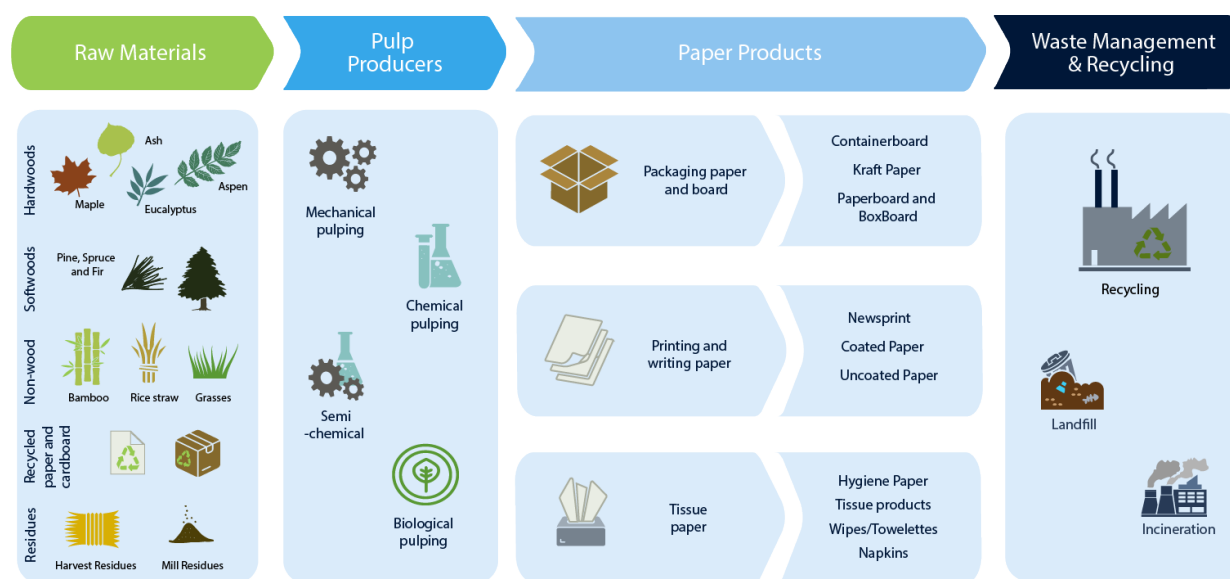 Raw Materials
Pulp
Producers
Paper Products
Waste Management
& Recycling
Hardwoods
Ash
Maple
Eucalyptus
Aspen
Softwoods
Pine, Spruce
and Fir
Non-wood
Bamboo
Rice straw
Grasses
Recycled
paper and
cardboard
Residues
Harvest Residues
Mill Residues
Mechanical
pulping
Chemical
pulping
Semi
-chemical
Biological
pulping
Packaging paper
and board
Containerboard
Kraft Paper
Paperboard and
BoxBoard
Printing and
writing paper
Newsprint
Coated Paper
Uncoated Paper
Tissue
paper
Hygiene Paper
Tissue products
Wipes/Towelettes
Napkins
Recycling
Landfill
Incineration